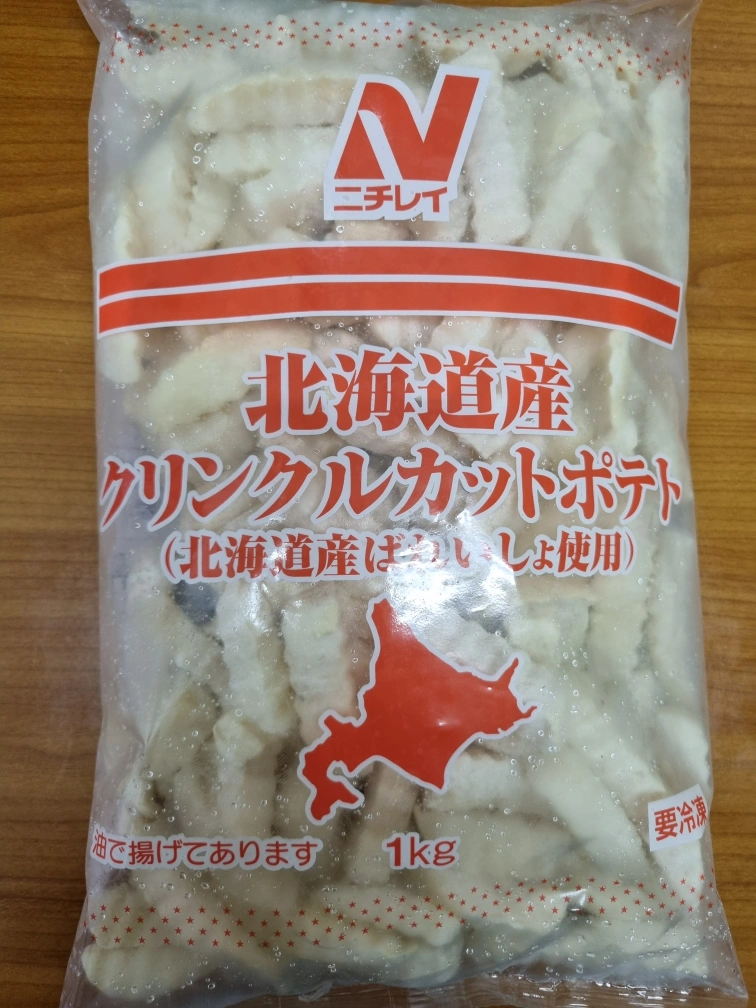 ニチレイ
北海道産
クリンクルカットポテト
(北海道産ばれいしょ使用)
要冷凍
油で揚げてあります 1kg